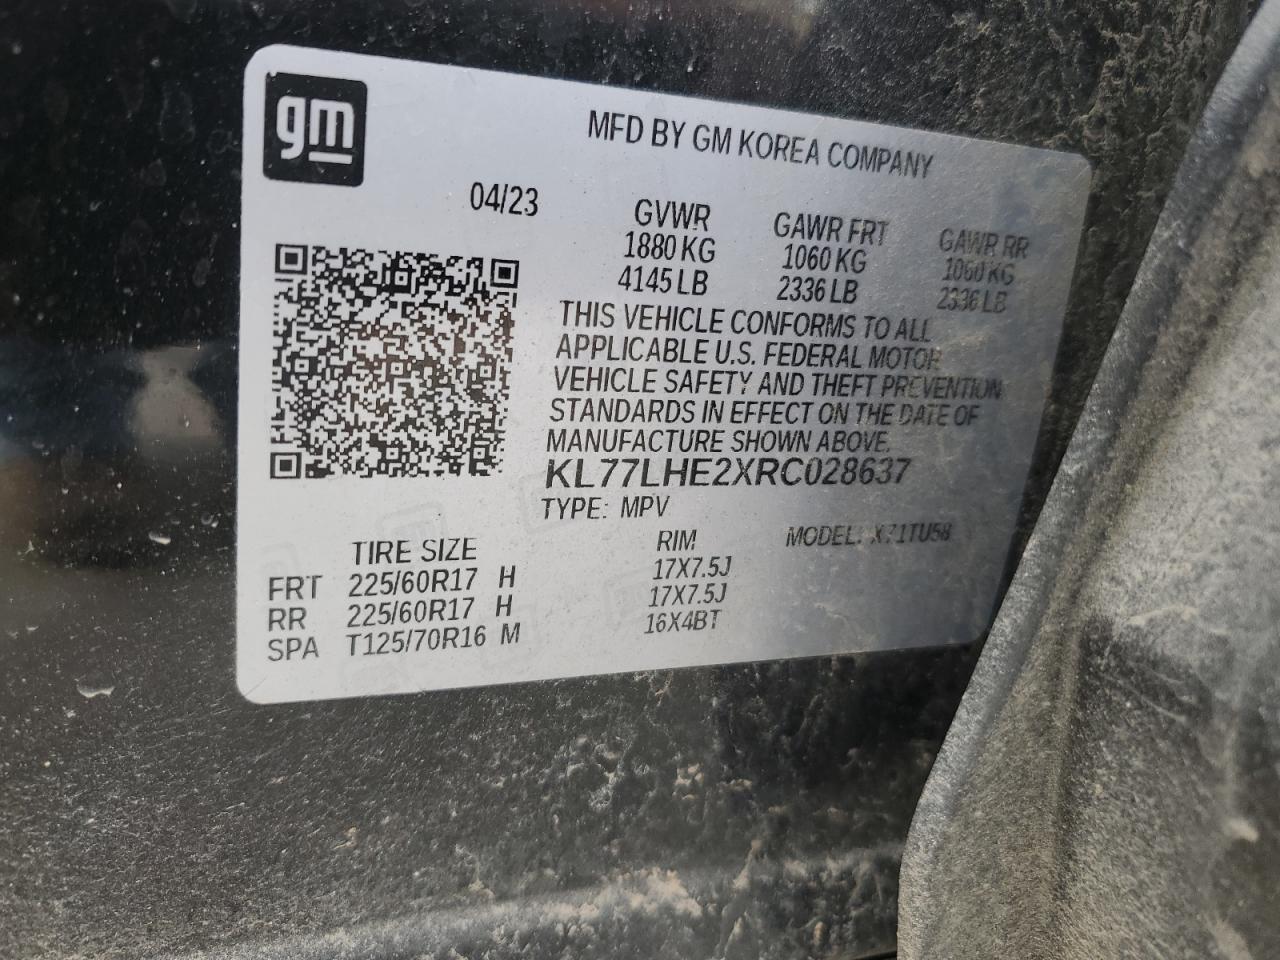 gm
MFD BY GM KOREA COMPANY
04/23
GVWR GAWR FRT GAWR RR
1880 KG 1060 KG 1060 KG
4145 LB 2336 LB 2336 LB
THIS VEHICLE CONFORMS TO ALL
APPLICABLE U.S. FEDERAL MOTOR
VEHICLE SAFETY AND THEFT PREVENTION
STANDARDS IN EFFECT ON THE DATE OF
MANUFACTURE SHOWN ABOVE.
KL77LHE2XRC028637
TYPE: MPV
TIRE SIZE RIM MODEL: X71TU58
FRT 225/60R17 H 17X7.5J
RR 225/60R17 H 17X7.5J
SPA T125/70R16 M 16X4BT